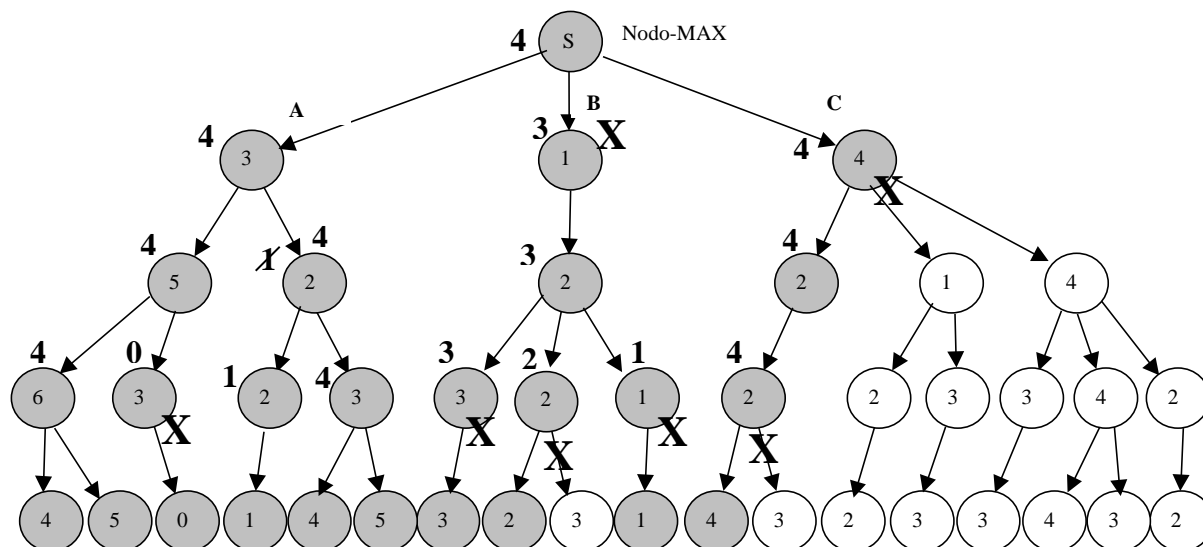 4 S Nodo-MAX
A B C
4 3 3 1 X 4 4 X
4 5 1 4 2 3 2 4 2 1 4
4 6 0 3 X 1 2 4 3 3 3 X 2 2 X 1 1 X 4 2 X 2 3 3 4 2
4 5 0 1 4 5 3 2 3 1 4 3 2 3 3 4 3 2